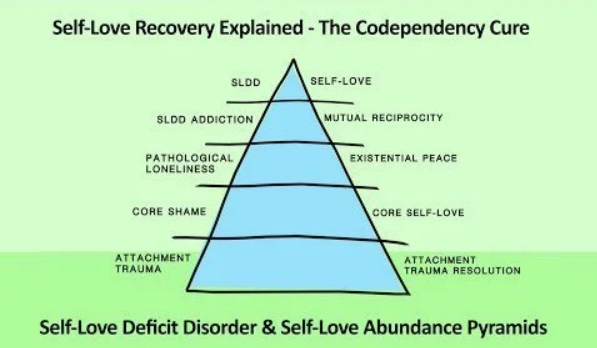 Self-Love Recovery Explained - The Codependency Cure
SLDD
SELF-LOVE
SLDD ADDICTION
MUTUAL RECIPROCITY
PATHOLOGICAL
LONELINESS
EXISTENTIAL PEACE
CORE SHAME
CORE SELF-LOVE
ATTACHMENT
TRAUMA
ATTACHMENT
TRAUMA RESOLUTION
Self-Love Deficit Disorder & Self-Love Abundance Pyramids